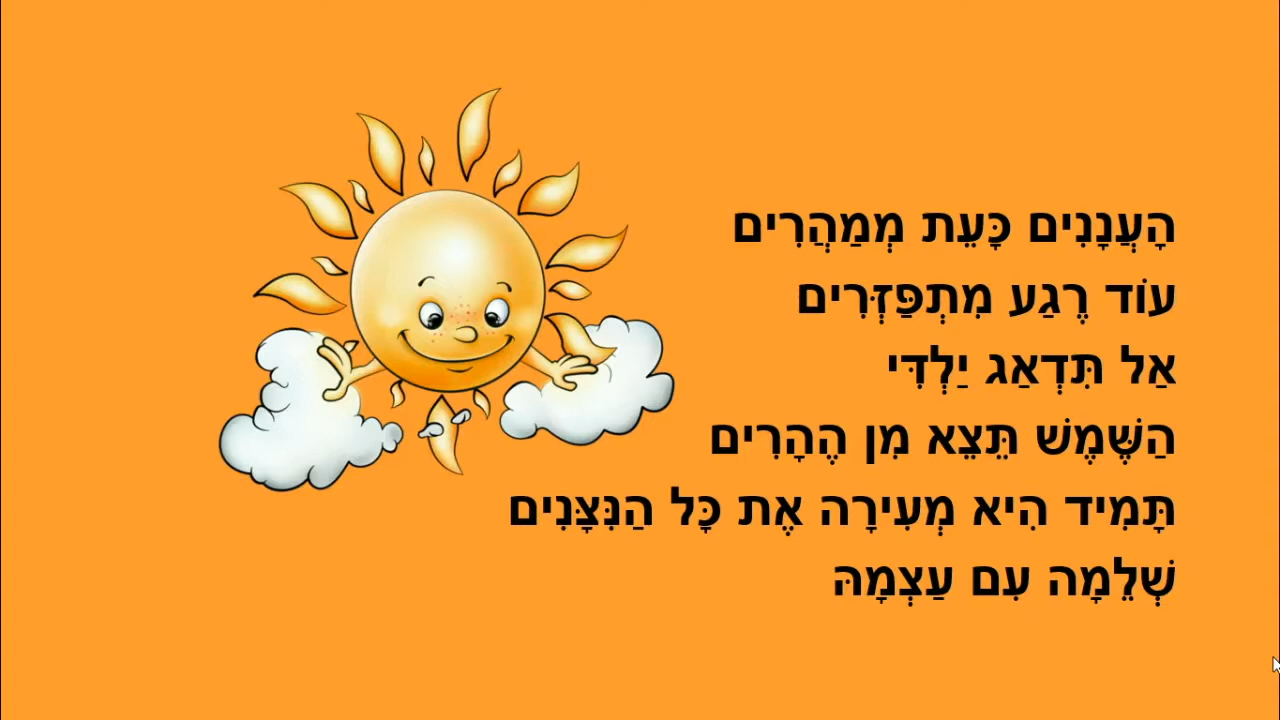 הָעֲנָנִים כָּעֵת מְמַהֲרִים
עוֹד רֶגַע מִתְפַּזְּרִים
אַל תִּדְאַג יַלְדִּי
הַשֶּׁמֶשׁ תֵּצֵא מִן הֶהָרִים
תָּמִיד הִיא מְעִירָה אֶת כָּל הַנִּצָּנִים
שְׁלֵמָה עִם עַצְמָהּ